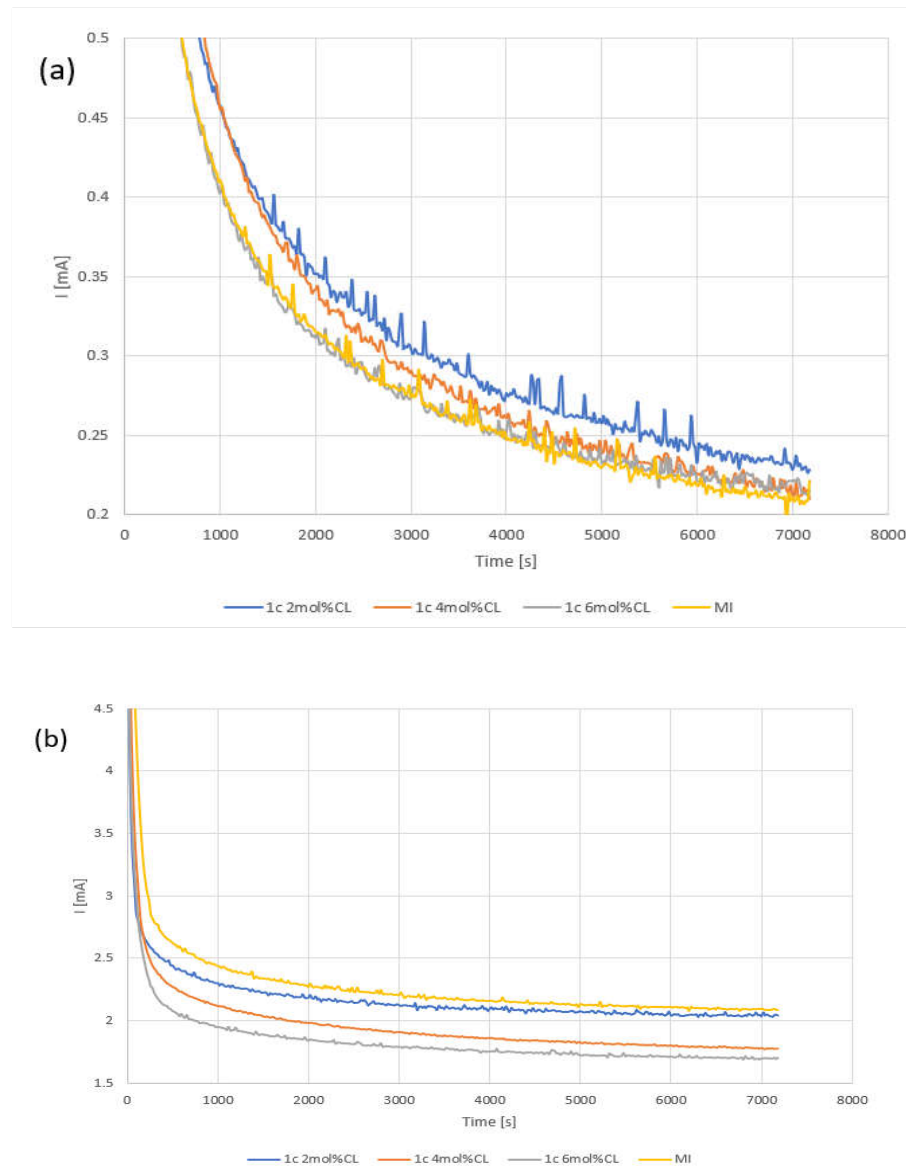 (a)
0.5
0.45
0.4
0.35
0.3
0.25
0.2
I [mA]
0 1000 2000 3000 4000 5000 6000 7000 8000
Time [s]
1c 2mol%CL 1c 4mol%CL 1c 6mol%CL MI
(b)
4.5
4
3.5
3
2.5
2
1.5
I [mA]
0 1000 2000 3000 4000 5000 6000 7000 8000
Time [s]
1c 2mol%CL 1c 4mol%CL 1c 6mol%CL MI